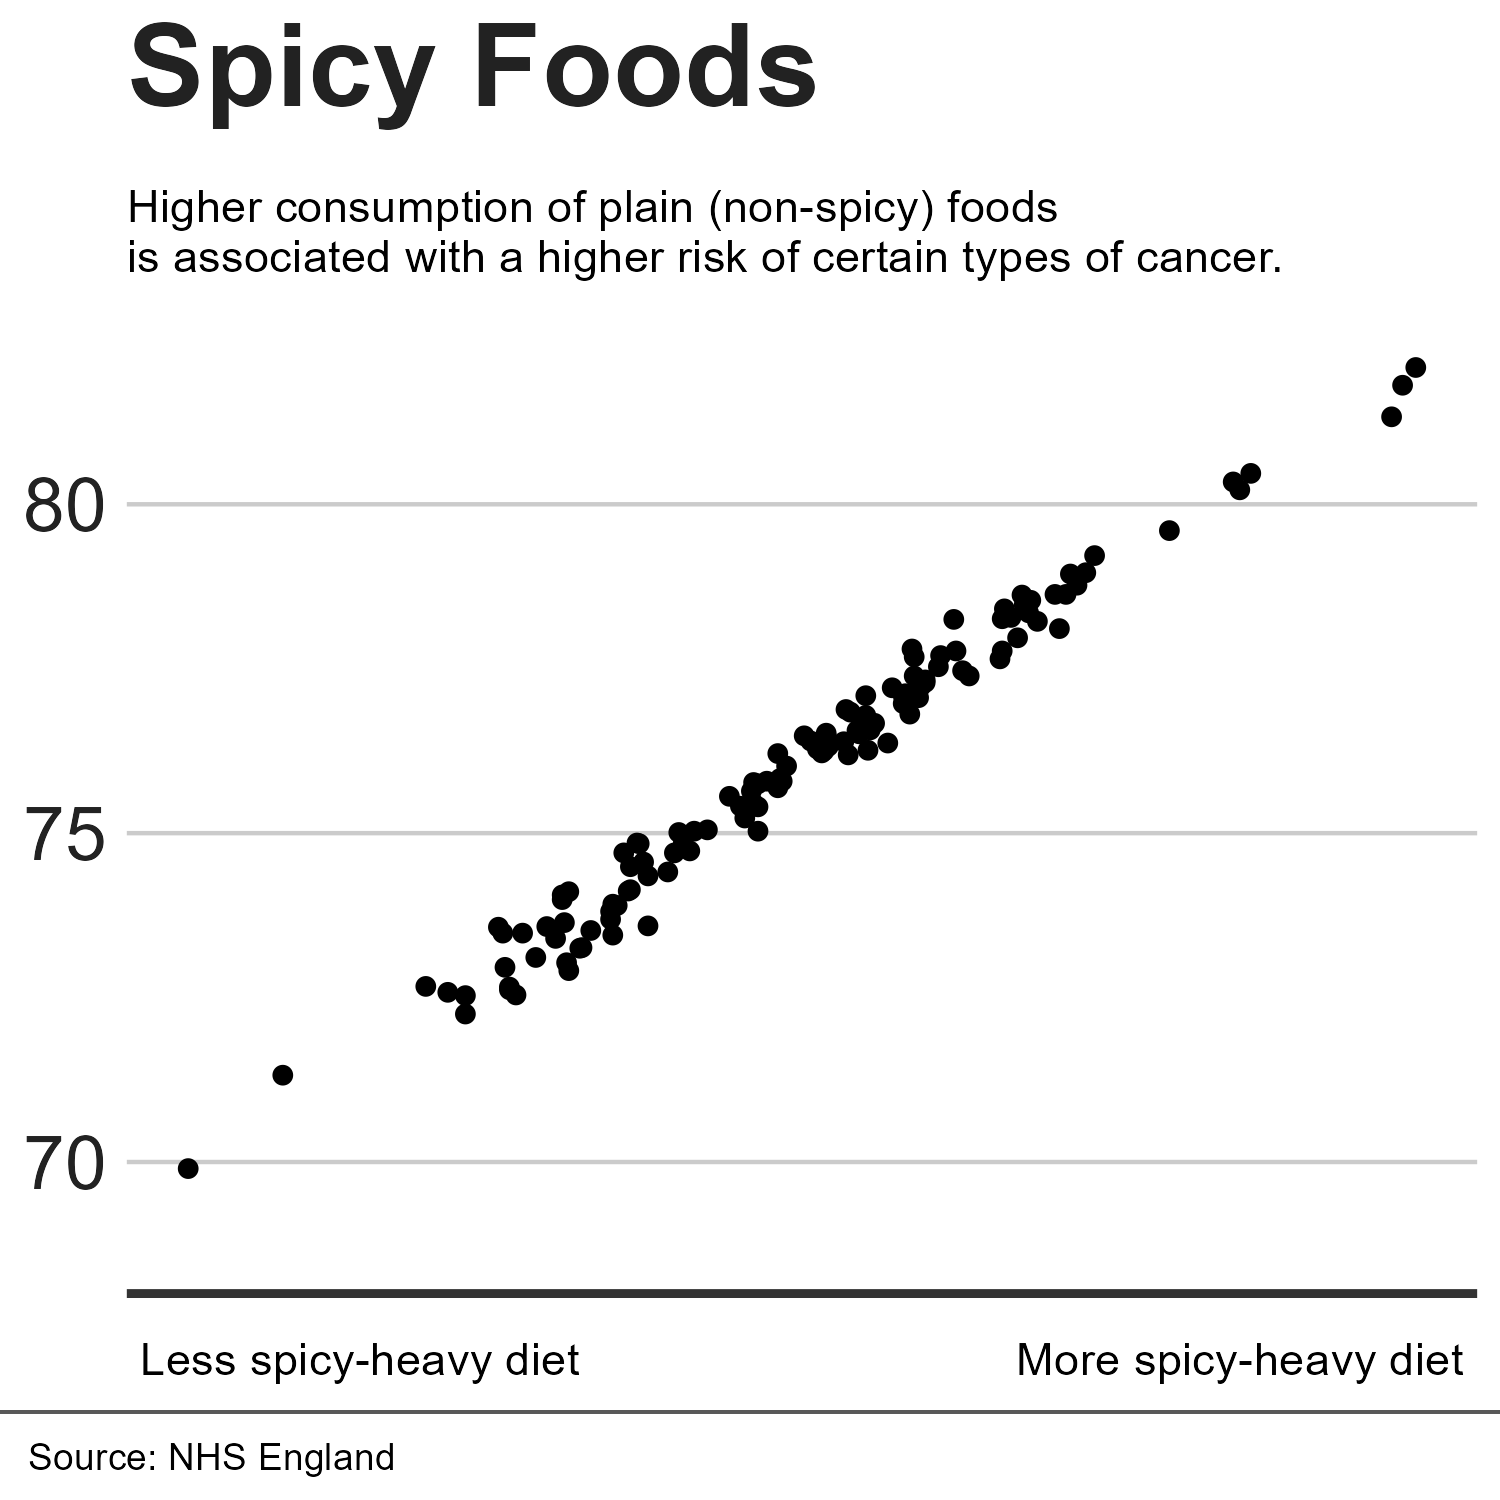 Spicy Foods
Higher consumption of plain (non-spicy) foods
is associated with a higher risk of certain types of cancer.
80
75
70
Less spicy-heavy diet
More spicy-heavy diet
Source: NHS England